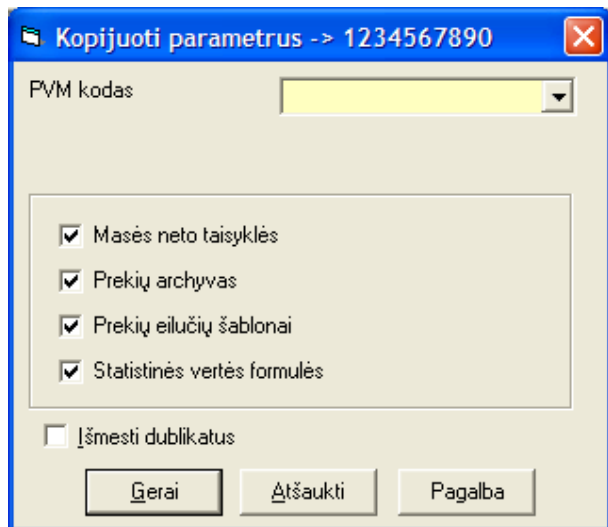 Kopijuoti parametrus -> 1234567890
PVM kodas
Masės neto taisyklės
Prekių archyvas
Prekių eilučių šablonai
Statistinės vertės formulės
Išmesti dublikatus
Gerai Atšaukti Pagalba